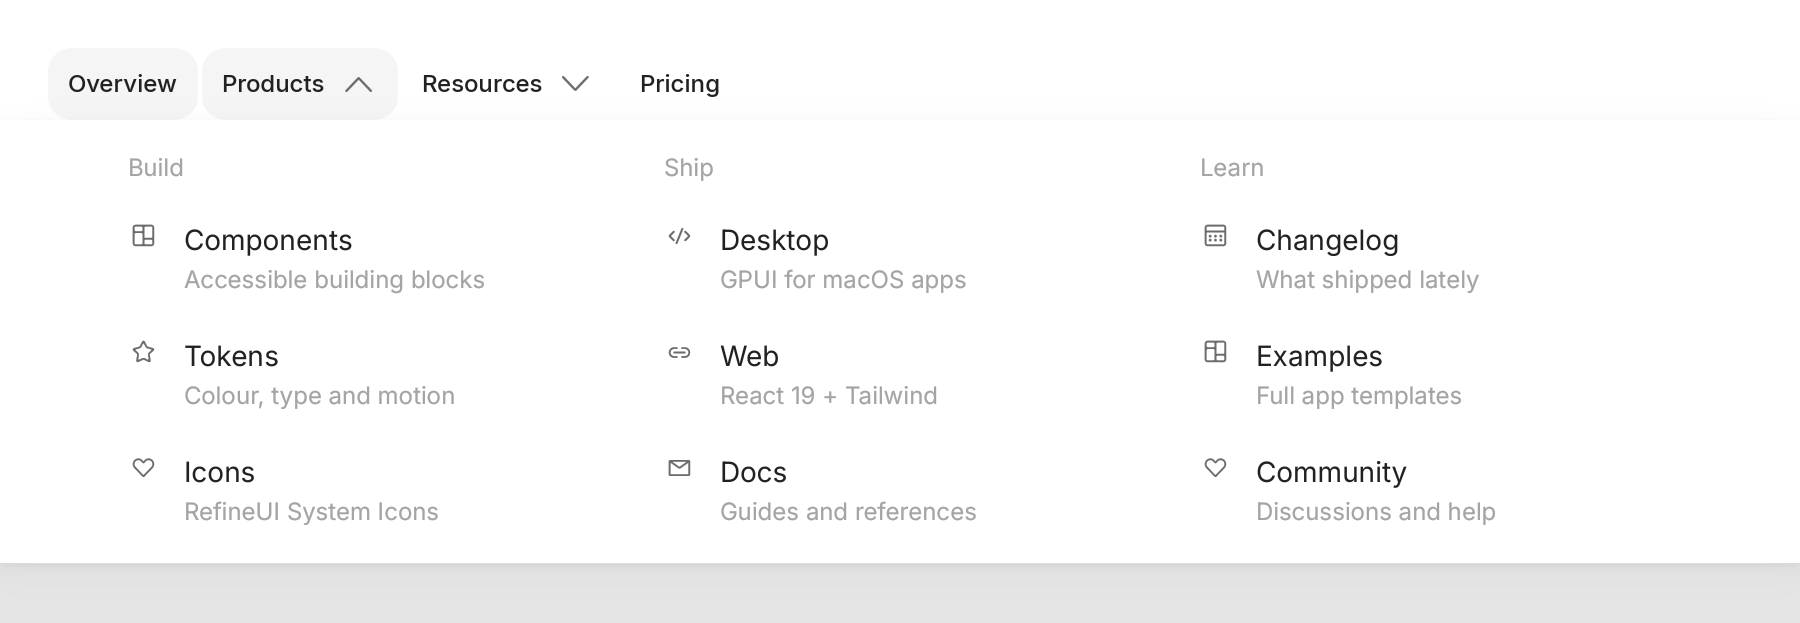 Overview Products Resources Pricing
Build
Components
Accessible building blocks
Tokens
Colour, type and motion
Icons
RefineUI System Icons
Ship
Desktop
GPUI for macOS apps
Web
React 19 + Tailwind
Docs
Guides and references
Learn
Changelog
What shipped lately
Examples
Full app templates
Community
Discussions and help